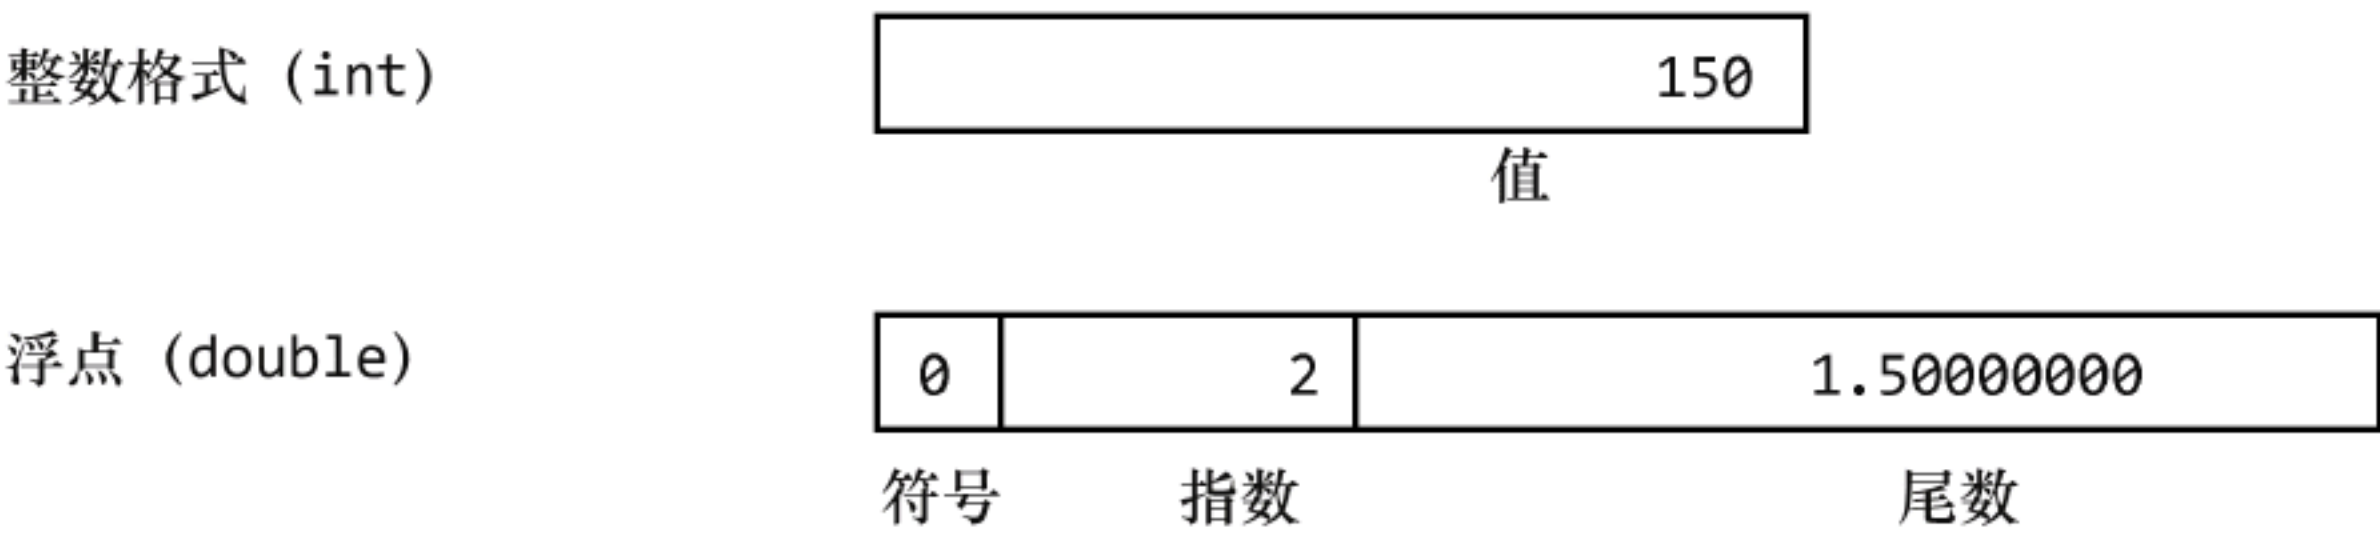 整数格式 (int)
150
值
浮点 (double)
0 2 1.50000000
符号 指数 尾数